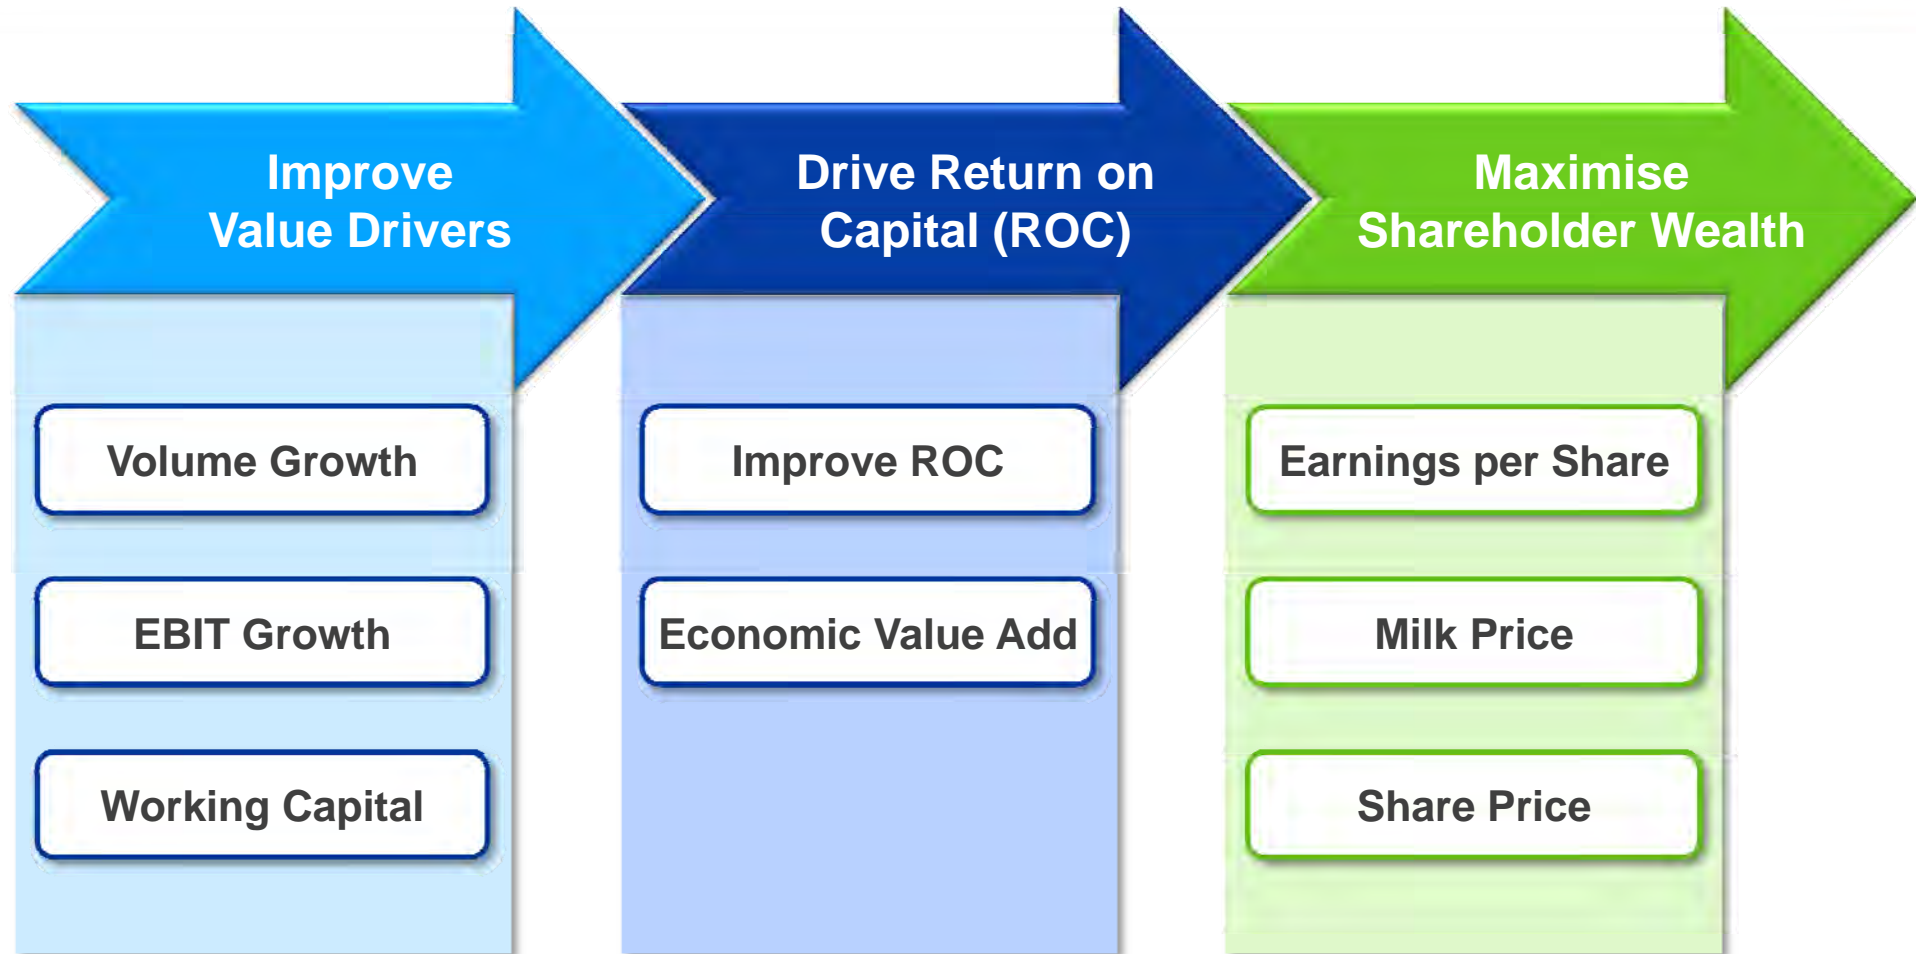 Improve
Value Drivers
Drive Return on
Capital (ROC)
Maximise
Shareholder Wealth
Volume Growth
Improve ROC
Earnings per Share
EBIT Growth
Economic Value Add
Milk Price
Working Capital
Share Price